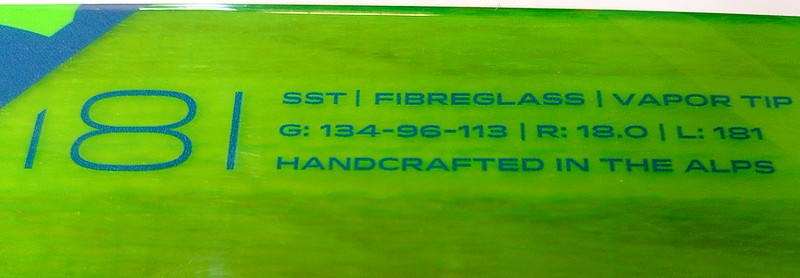 181
SST | FIBREGLASS | VAPOR TIP
G: 134-96-113 | R: 18.0 | L: 181
HANDCRAFTED IN THE ALPS